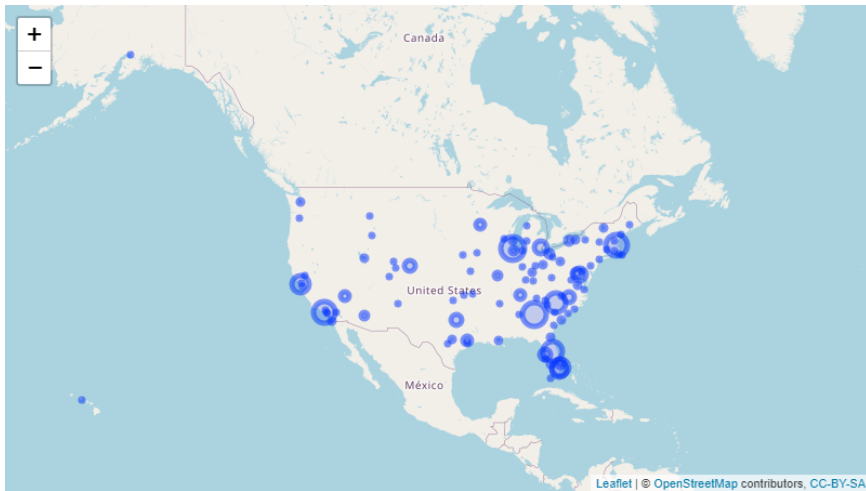 +
Canada
−
United States
México
Leaflet | © OpenStreetMap contributors, CC-BY-SA